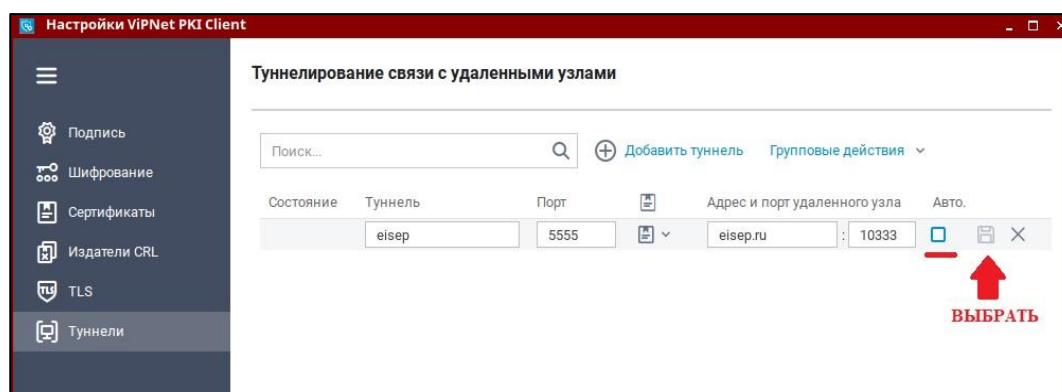 Настройки ViPNet PKI Client
Туннелирование связи с удаленными узлами
Подпись
Шифрование
Сертификаты
Издатели CRL
TLS
Туннели
Поиск...
Добавить туннель
Групповые действия
Состояние Туннель Порт Адрес и порт удаленного узла Авто.
eisep 5555 eisep.ru : 10333
ВЫБРАТЬ